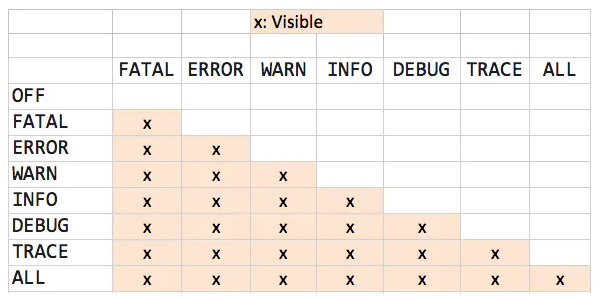 x: Visible
FATAL ERROR WARN INFO DEBUG TRACE ALL
OFF
FATAL x
ERROR x x
WARN x x x
INFO x x x x
DEBUG x x x x x
TRACE x x x x x x
ALL x x x x x x x